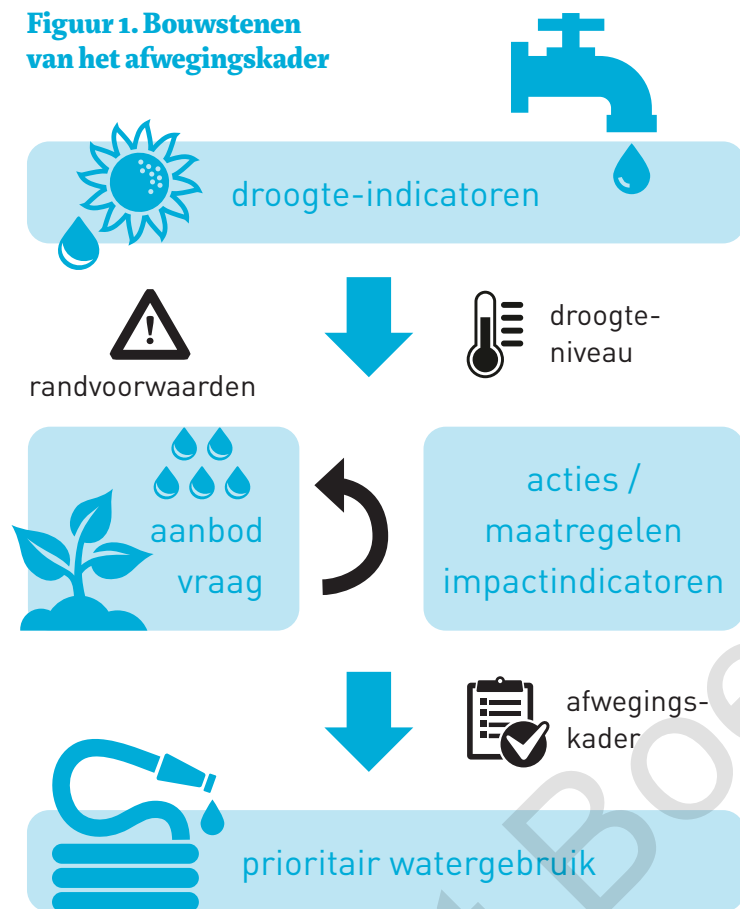 Figuur 1. Bouwstenen
van het afwegingskader
droogte-indicatoren
randvoorwaarden
droogte-
niveau
aanbod
vraag
acties /
maatregelen
impactindicatoren
afwegings-
kader
prioritair watergebruik